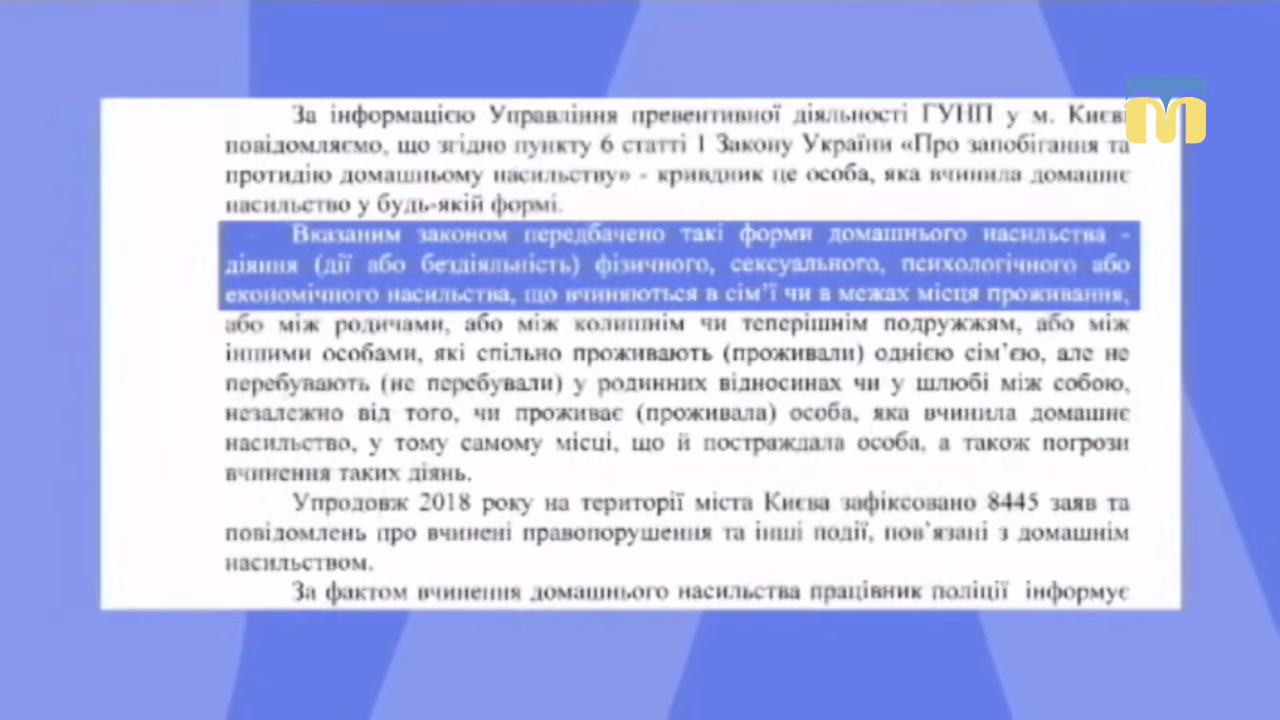 За інформацією Управління превентивної діяльності ГУНП у м. Києві
повідомляємо, що згідно пункту 6 статті 1 Закону України «Про запобігання та
протидію домашньому насильству» - кривдник це особа, яка вчинила домашнє
насильство у будь-якій формі.
Вказаним законом передбачено такі форми домашнього насильства -
діяння (дії або бездіяльність) фізичного, сексуального, психологічного або
економічного насильства, що вчиняються в сім’ї чи в межах місця проживання,
або між родичами, або між колишнім чи теперішнім подружжям, або між
іншими особами, які спільно проживають (проживали) однією сім’єю, але не
перебувають (не перебували) у родинних відносинах чи у шлюбі між собою,
незалежно від того, чи проживає (проживала) особа, яка вчинила домашнє
насильство, у тому самому місці, що й постраждала особа, а також погрози
вчинення таких діянь.
Упродовж 2018 року на території міста Києва зафіксовано 8445 заяв та
повідомлень про вчинені правопорушення та інші події, пов’язані з домашнім
насильством.
За фактом вчинення домашнього насильства працівник поліції інформує